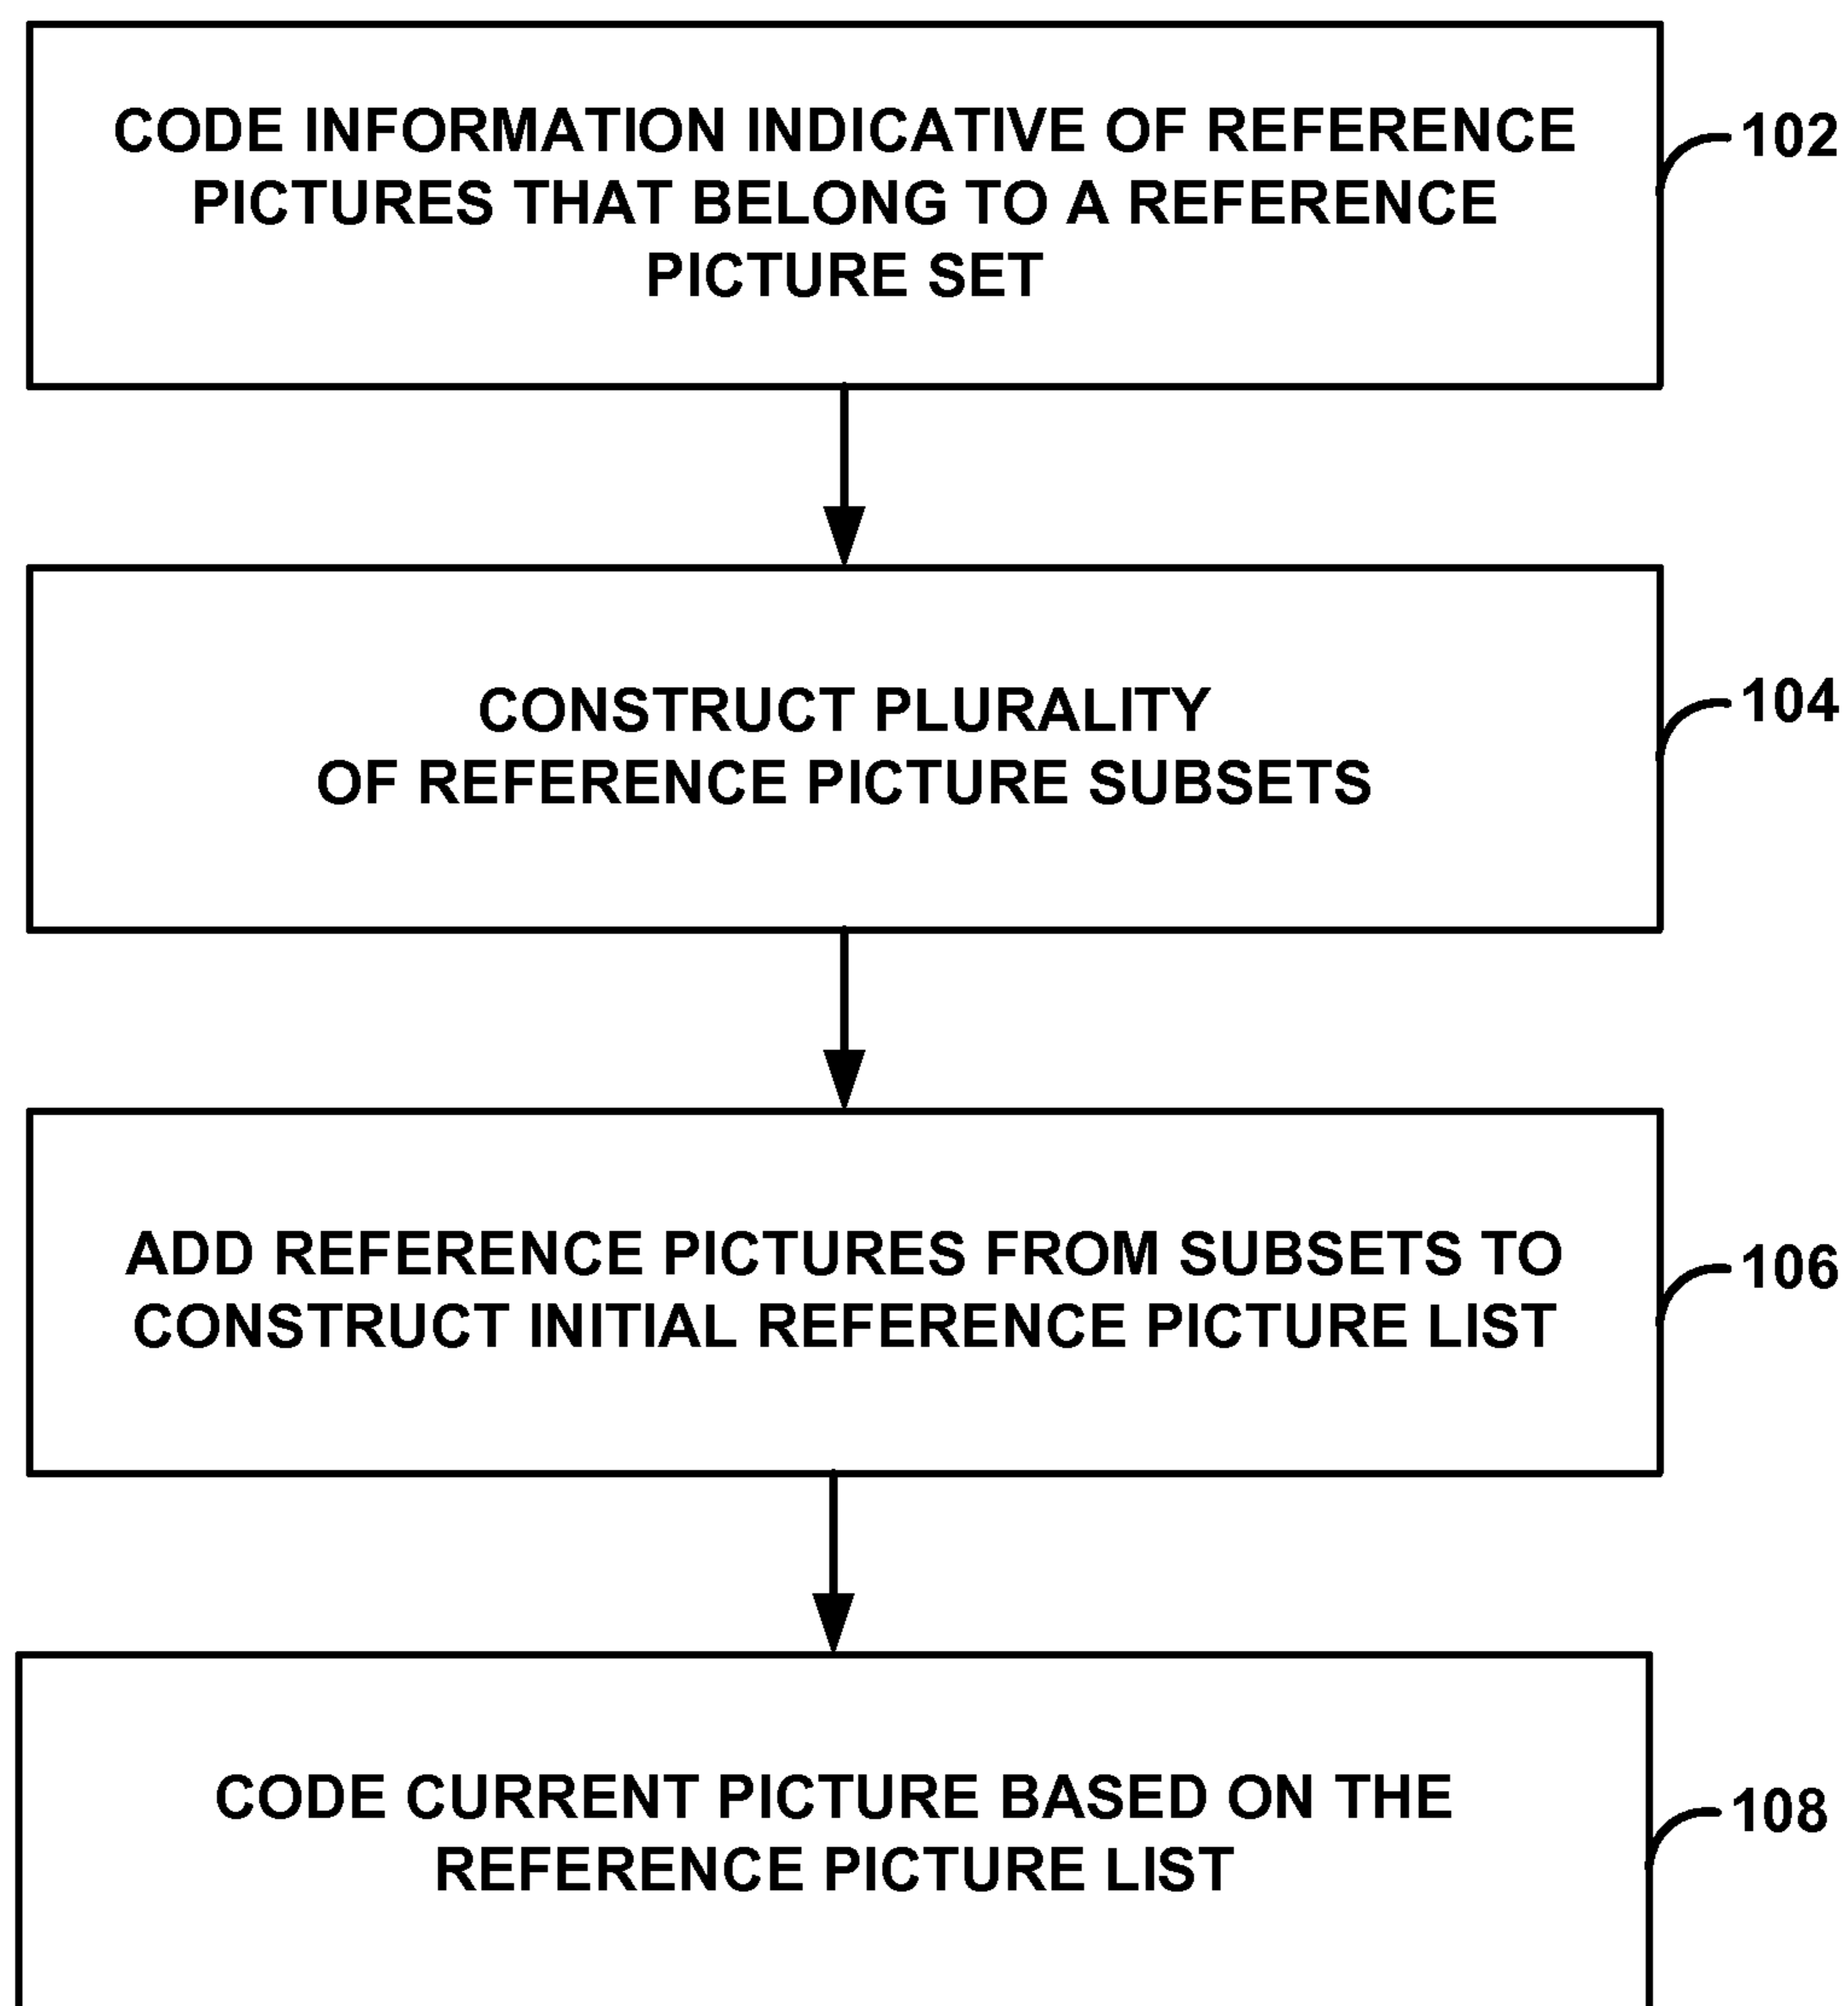 CODE INFORMATION INDICATIVE OF REFERENCE
PICTURES THAT BELONG TO A REFERENCE
PICTURE SET
102
CONSTRUCT PLURALITY
OF REFERENCE PICTURE SUBSETS
104
ADD REFERENCE PICTURES FROM SUBSETS TO
CONSTRUCT INITIAL REFERENCE PICTURE LIST
106
CODE CURRENT PICTURE BASED ON THE
REFERENCE PICTURE LIST
108